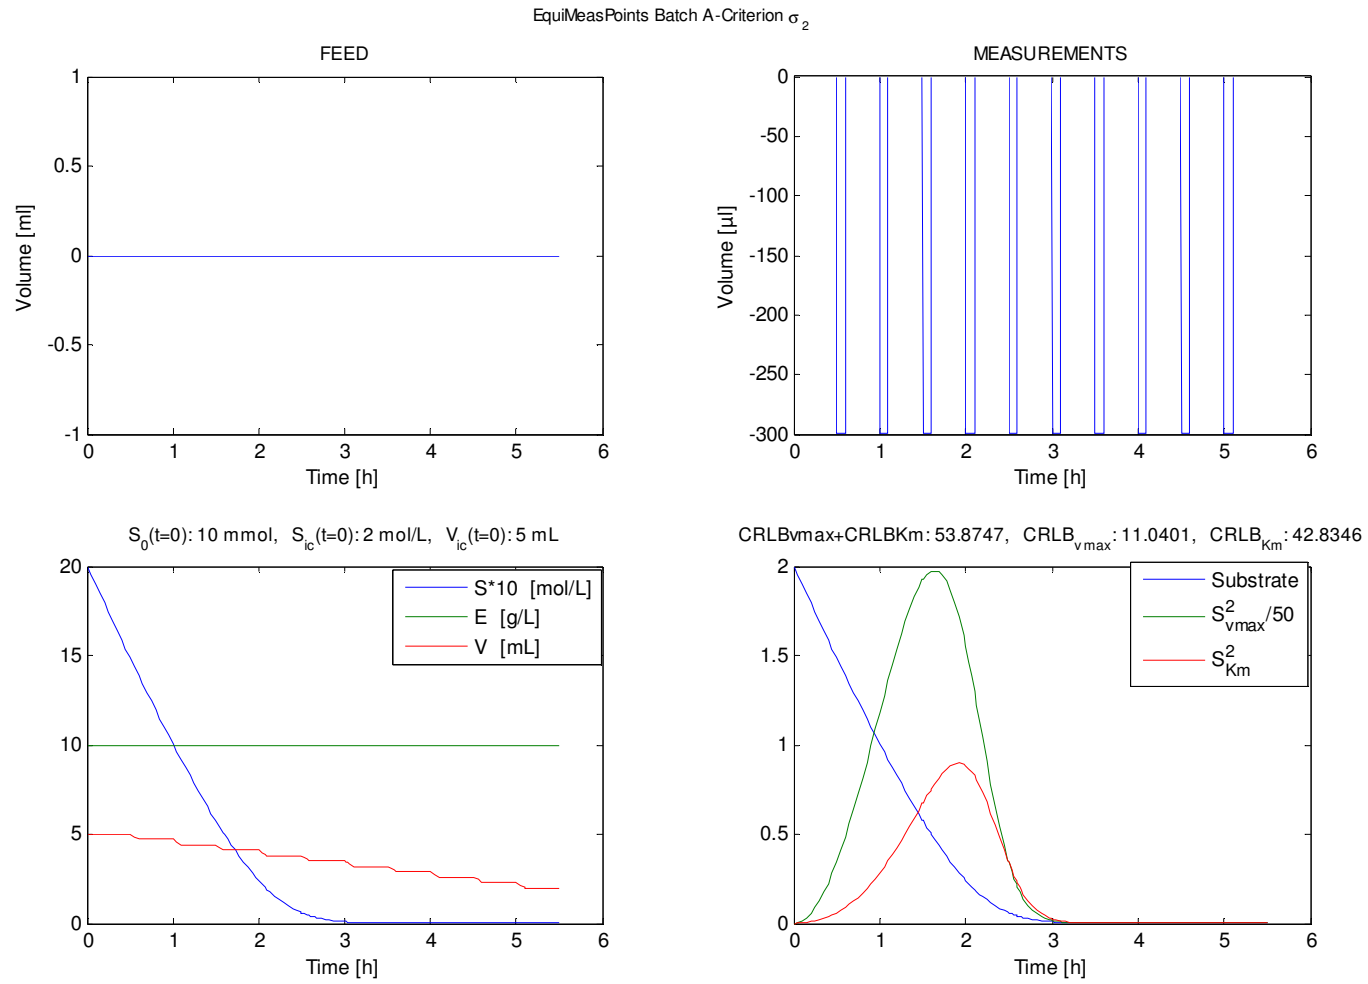 EquiMeasPoints Batch A-Criterion σ2
FEED
1
0.5
0
-0.5
-1
Volume [ml]
0 1 2 3 4 5 6
Time [h]
MEASUREMENTS
0
-50
-100
-150
-200
-250
-300
Volume [µl]
0 1 2 3 4 5 6
Time [h]
S0(t=0): 10 mmol, Sic(t=0): 2 mol/L, Vic(t=0): 5 mL
20
15
10
5
0
S*10 [mol/L]
E [g/L]
V [mL]
0 1 2 3 4 5 6
Time [h]
CRLBvmax+CRLBKm: 53.8747, CRLBvmax: 11.0401, CRLBKm: 42.8346
2
1.5
1
0.5
0
Substrate
S²vmax/50
S²Km
0 1 2 3 4 5 6
Time [h]